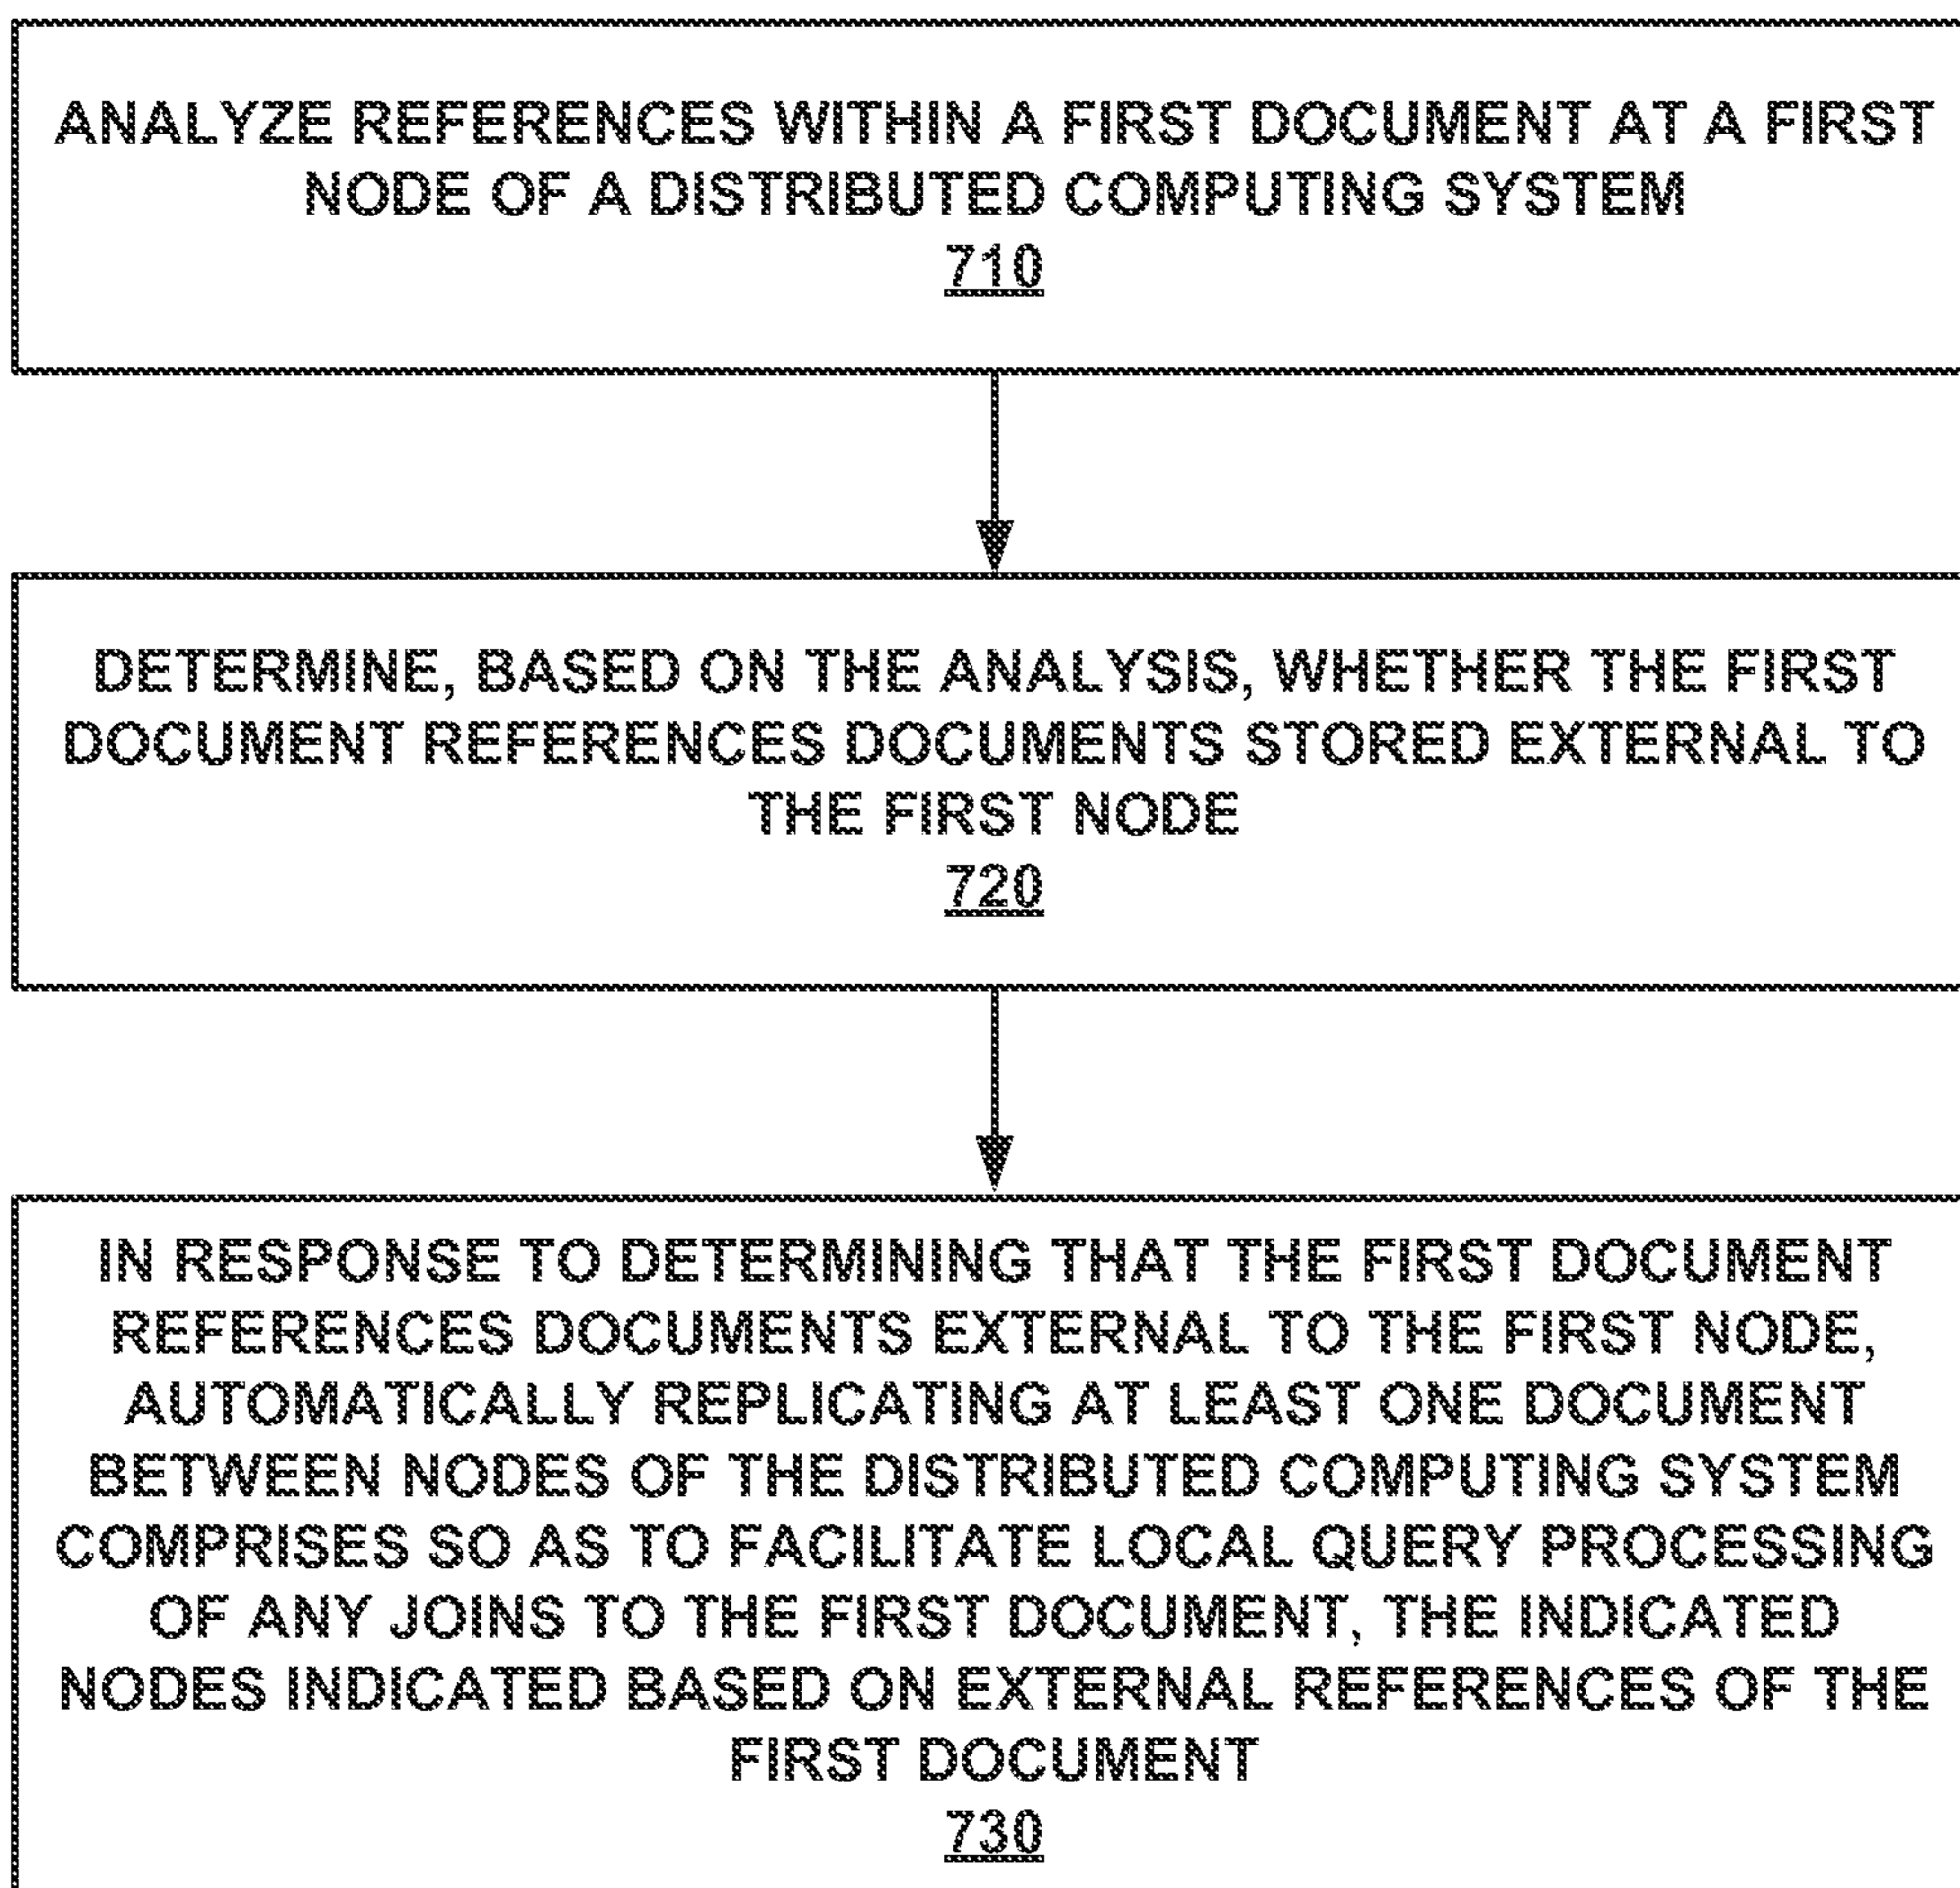 ANALYZE REFERENCES WITHIN A FIRST DOCUMENT AT A FIRST
NODE OF A DISTRIBUTED COMPUTING SYSTEM
710
DETERMINE, BASED ON THE ANALYSIS, WHETHER THE FIRST
DOCUMENT REFERENCES DOCUMENTS STORED EXTERNAL TO
THE FIRST NODE
720
IN RESPONSE TO DETERMINING THAT THE FIRST DOCUMENT
REFERENCES DOCUMENTS EXTERNAL TO THE FIRST NODE,
AUTOMATICALLY REPLICATING AT LEAST ONE DOCUMENT
BETWEEN NODES OF THE DISTRIBUTED COMPUTING SYSTEM
COMPRISES SO AS TO FACILITATE LOCAL QUERY PROCESSING
OF ANY JOINS TO THE FIRST DOCUMENT, THE INDICATED
NODES INDICATED BASED ON EXTERNAL REFERENCES OF THE
FIRST DOCUMENT
730